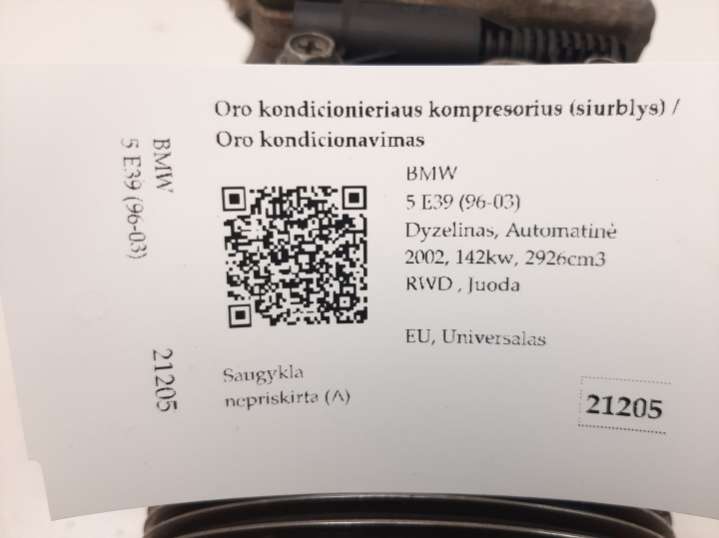 Oro kondicionieriaus kompresorius (siurblys) /
Oro kondicionavimas
BMW
5 E39 (96-03)
21205
BMW
5 E39 (96-03)
Dyzelinas, Automatinė
2002, 142kw, 2926cm3
RWD , Juoda
EU, Universalas
Saugykla
nepriskirta (A)
21205